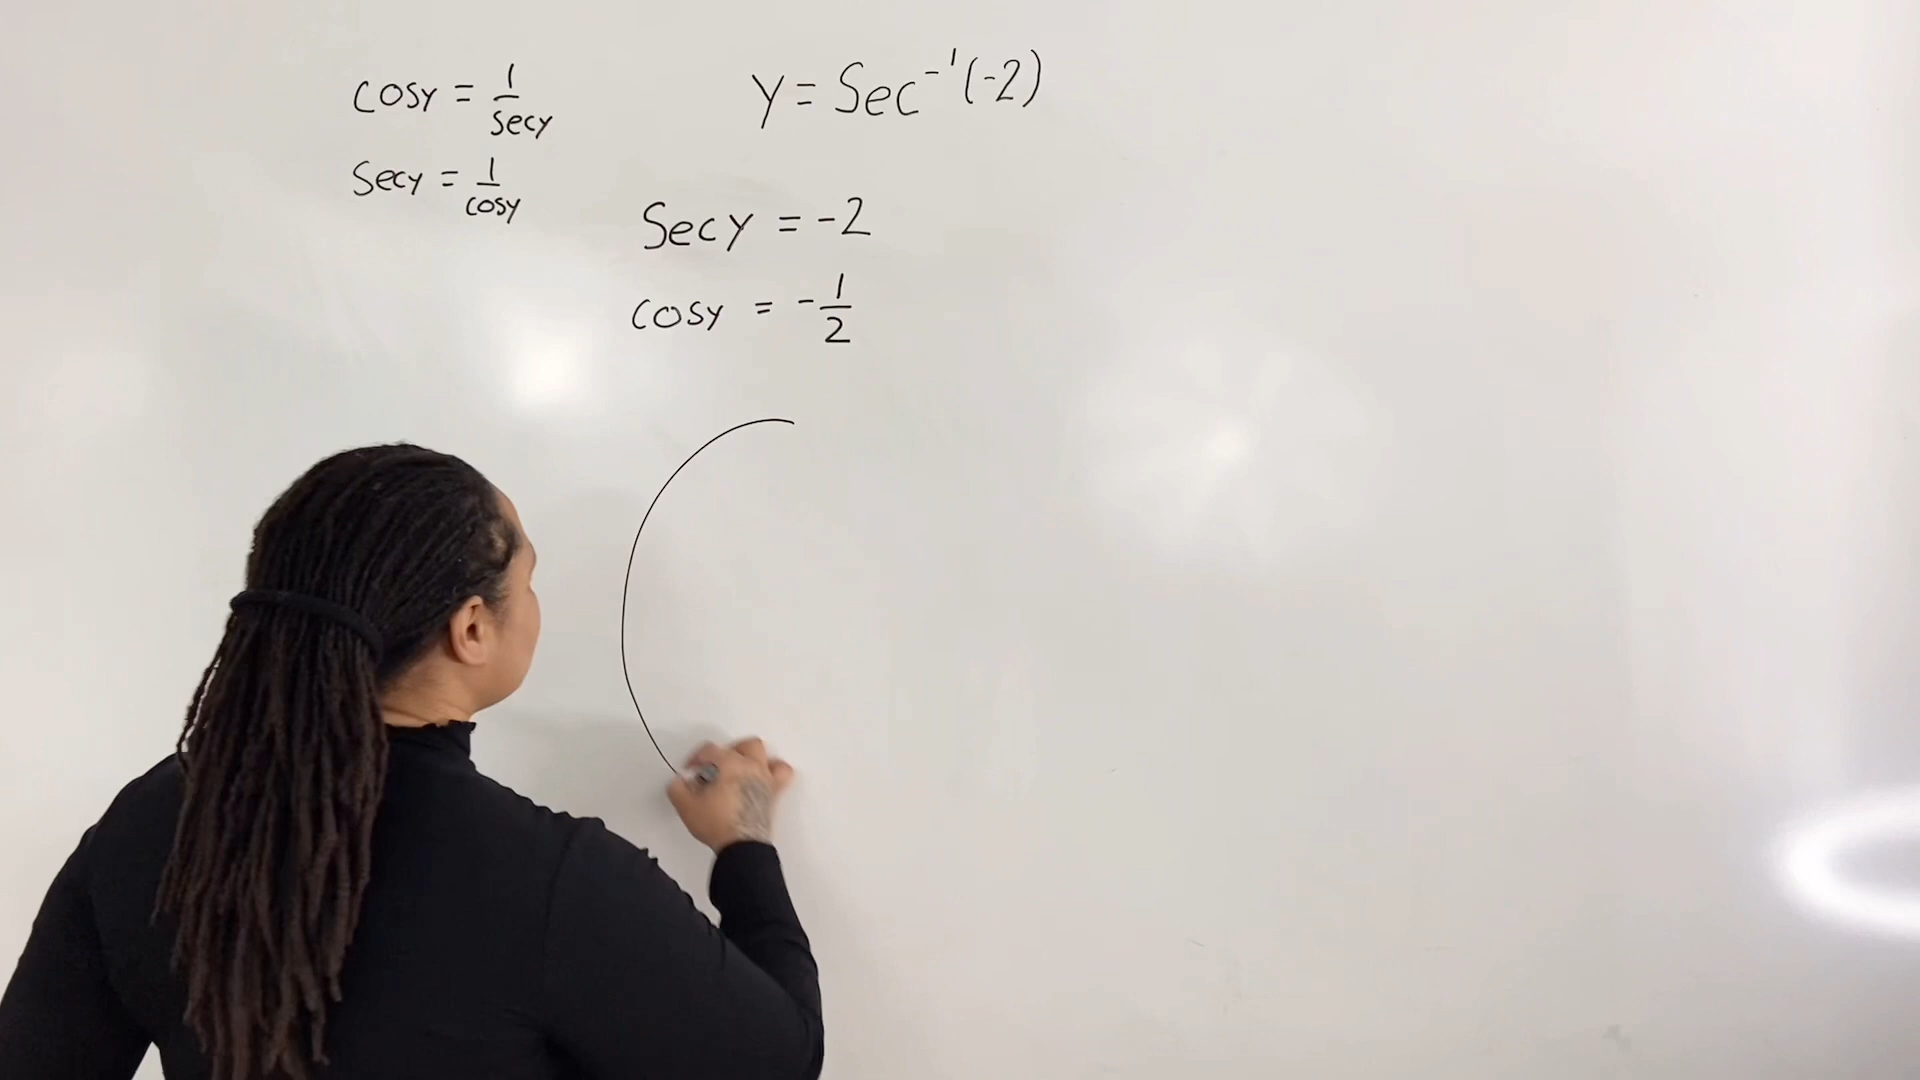 cosy = 1/secy
y = Sec⁻¹(-2)
Secy = 1/cosy
Secy = -2
cosy = -1/2